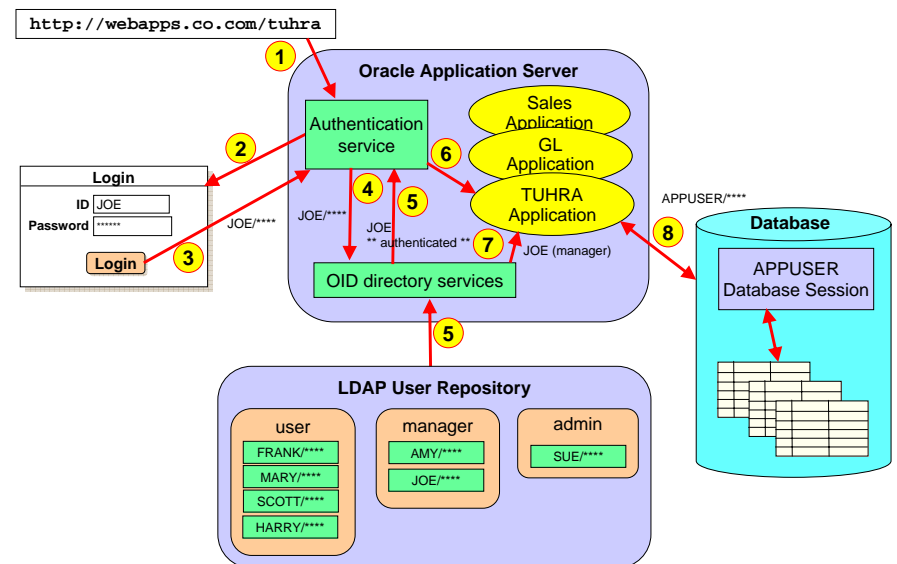 http://webapps.co.com/tuhra
1
Oracle Application Server
Authentication
service
Sales
Application
GL
Application
TUHRA
Application
2
6
4
5
Login
ID JOE
Password ******
Login
3
JOE/****
JOE/****
JOE
** authenticated **
7
JOE (manager)
OID directory services
APPUSER/****
8
Database
APPUSER
Database Session
5
LDAP User Repository
user
FRANK/****
MARY/****
SCOTT/****
HARRY/****
manager
AMY/****
JOE/****
admin
SUE/****